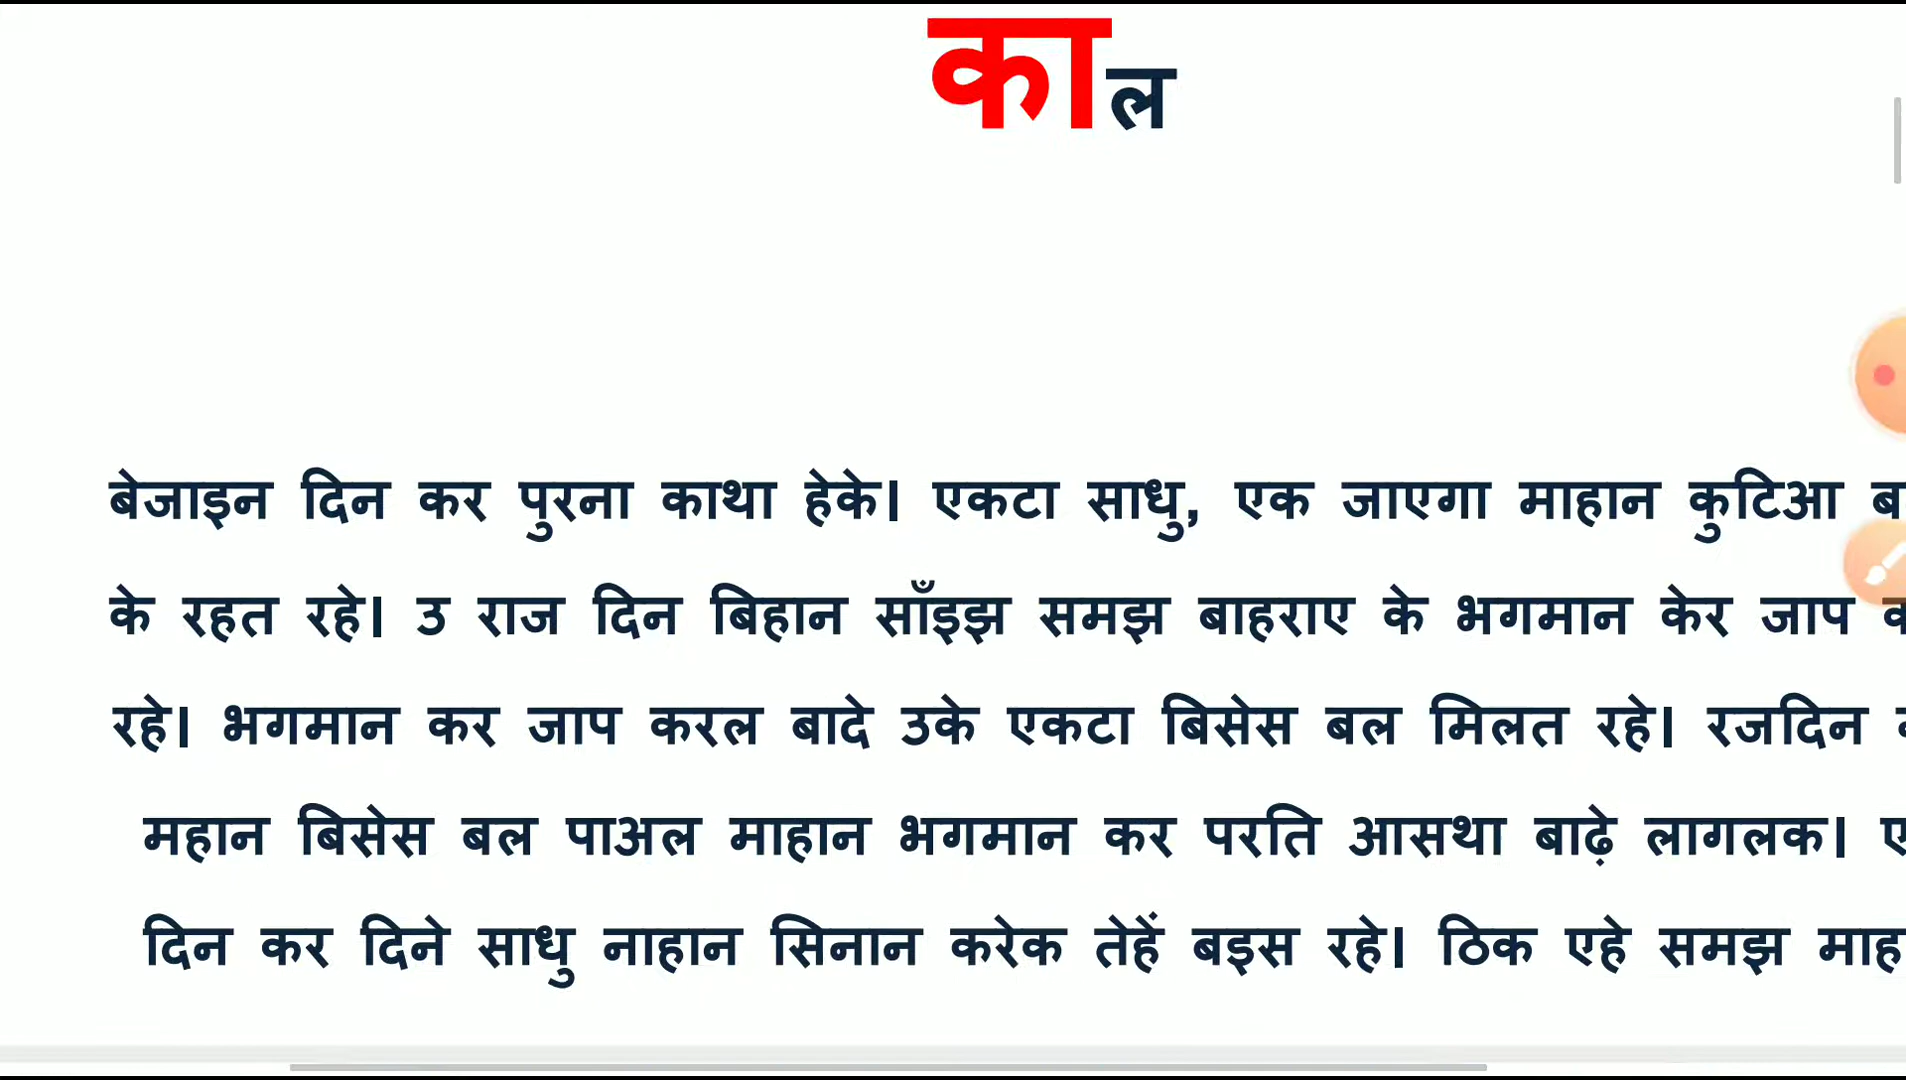 काल
बेजाइन दिन कर पुरना काथा हेके। एकटा साधु, एक जाएगा माहान कुटिआ
के रहत रहे। उ राज दिन बिहान साँइझ समझ बाहराए के भगमान केर जाप
रहे। भगमान कर जाप करल बादे उके एकटा बिसेस बल मिलत रहे। रजदिन
महान बिसेस बल पाअल माहान भगमान कर परति आसथा बाढ़े लागलक।
दिन कर दिने साधु नाहान सिनान करेक तेहें बइस रहे। ठिक एहे समझ माह